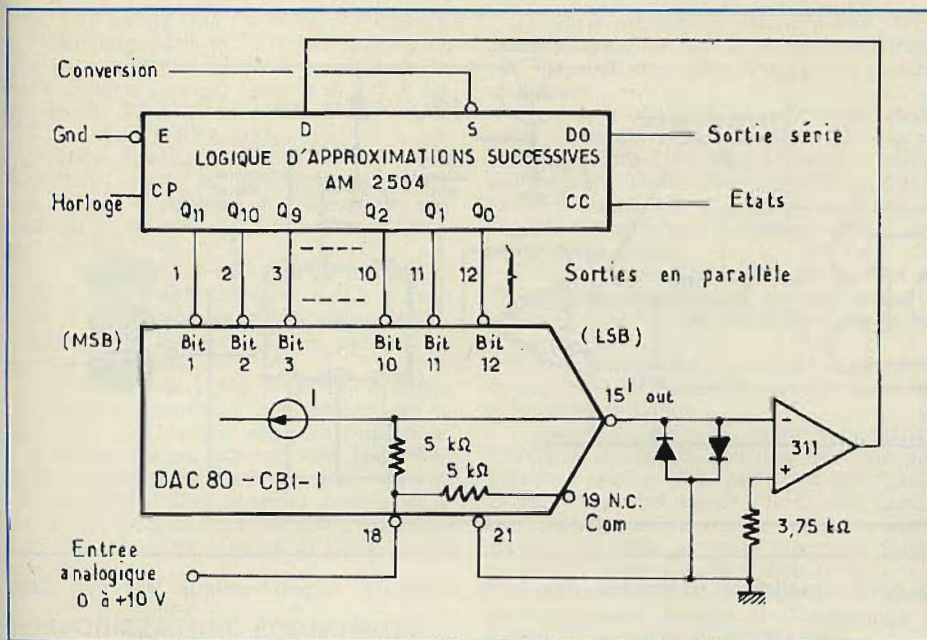 Conversion
Gnd
E
D
S
DO
Sortie série
LOGIQUE D'APPROXIMATIONS SUCCESSIVES
AM 2504
CP
CC
Etats
Horloge
Q11 Q10 Q9 Q2 Q1 Q0
1 2 3 10 11 12
Sorties en parallèle
(MSB)
(LSB)
Bit 1
Bit 2
Bit 3
Bit 10
Bit 11
Bit 12
15 I out
I
5 kΩ
5 kΩ
DAC 80-CBI-I
19, N.C.
Com
-
311
+
3,75 kΩ
18
21
Entrée
analogique
0 à +10 V